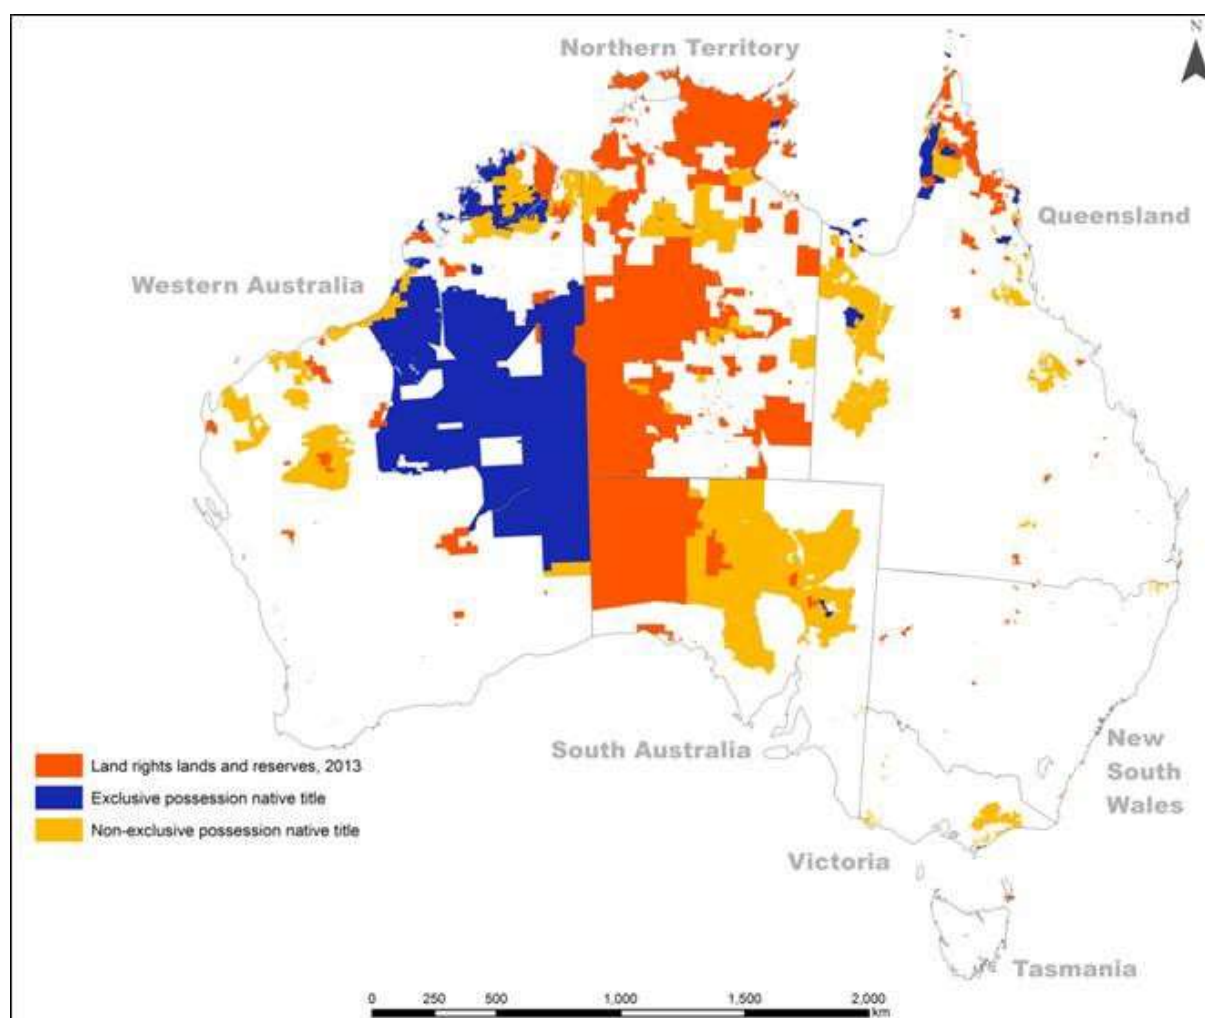 N
Northern Territory
Queensland
Western Australia
South Australia
New
South
Wales
Victoria
Tasmania
Land rights lands and reserves, 2013
Exclusive possession native title
Non-exclusive possession native title
0 250 500 1,000 1,500 2,000
km